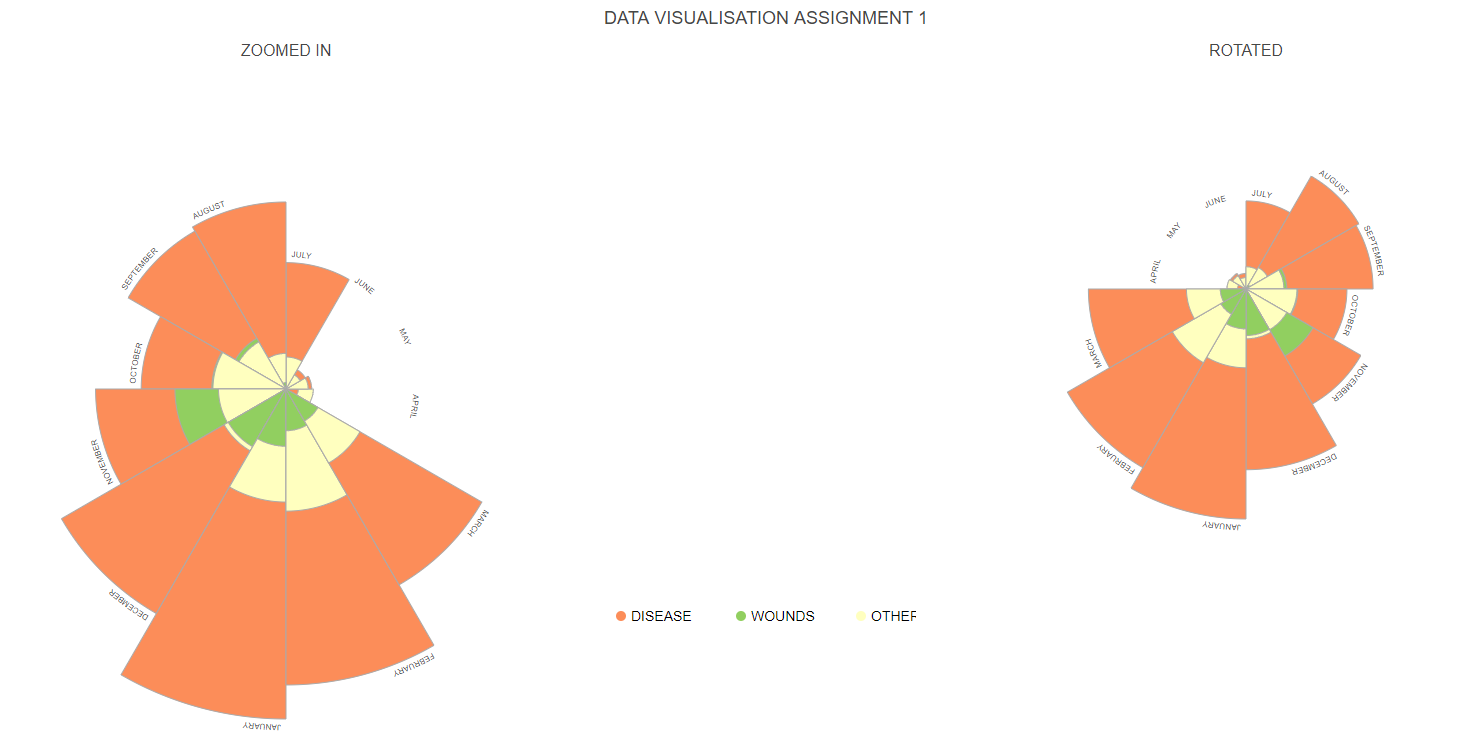 DATA VISUALISATION ASSIGNMENT 1
ZOOMED IN
JULY
JUNE
MAY
APRIL
MARCH
FEBRUARY
JANUARY
DECEMBER
NOVEMBER
OCTOBER
SEPTEMBER
AUGUST
ROTATED
JULY
AUGUST
SEPTEMBER
OCTOBER
NOVEMBER
DECEMBER
JANUARY
FEBRUARY
MARCH
APRIL
MAY
JUNE
DISEASE
WOUNDS
OTHER